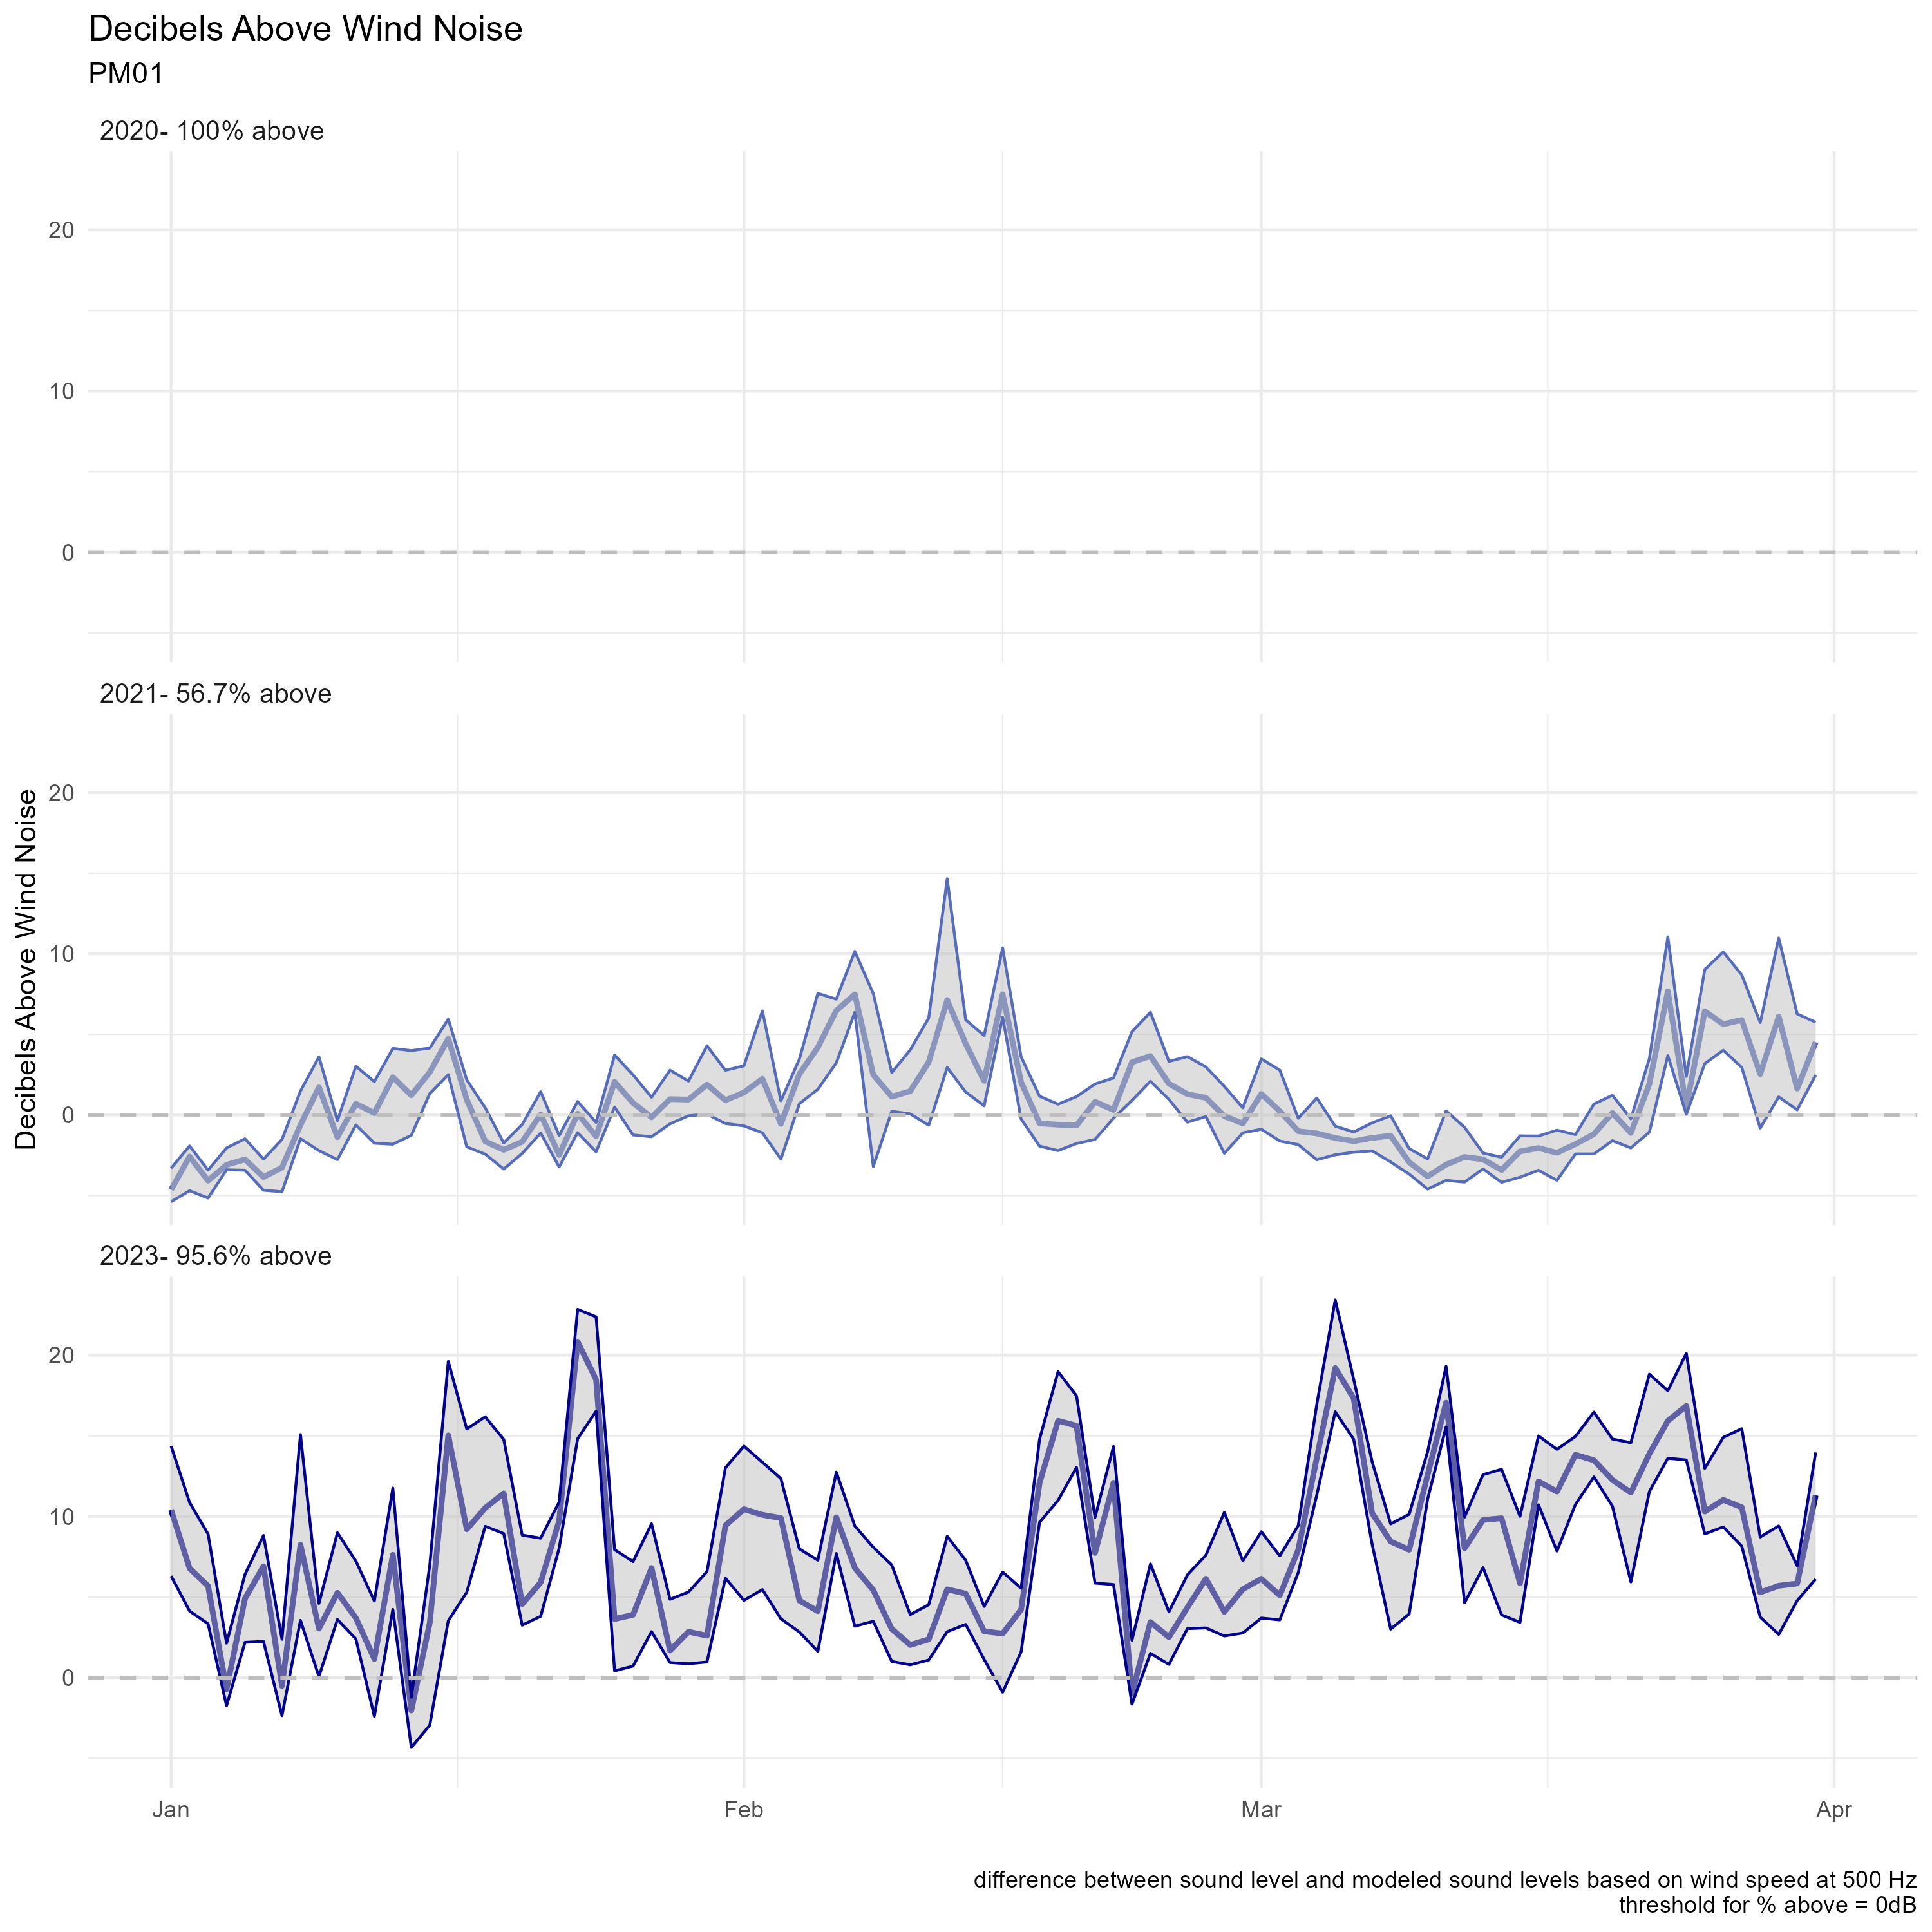 Decibels Above Wind Noise
PM01
2020- 100% above
20
10
0
2021- 56.7% above
20
10
0
2023- 95.6% above
20
10
0
Decibels Above Wind Noise
Jan Feb Mar Apr
difference between sound level and modeled sound levels based on wind speed at 500 Hz
threshold for % above = 0dB